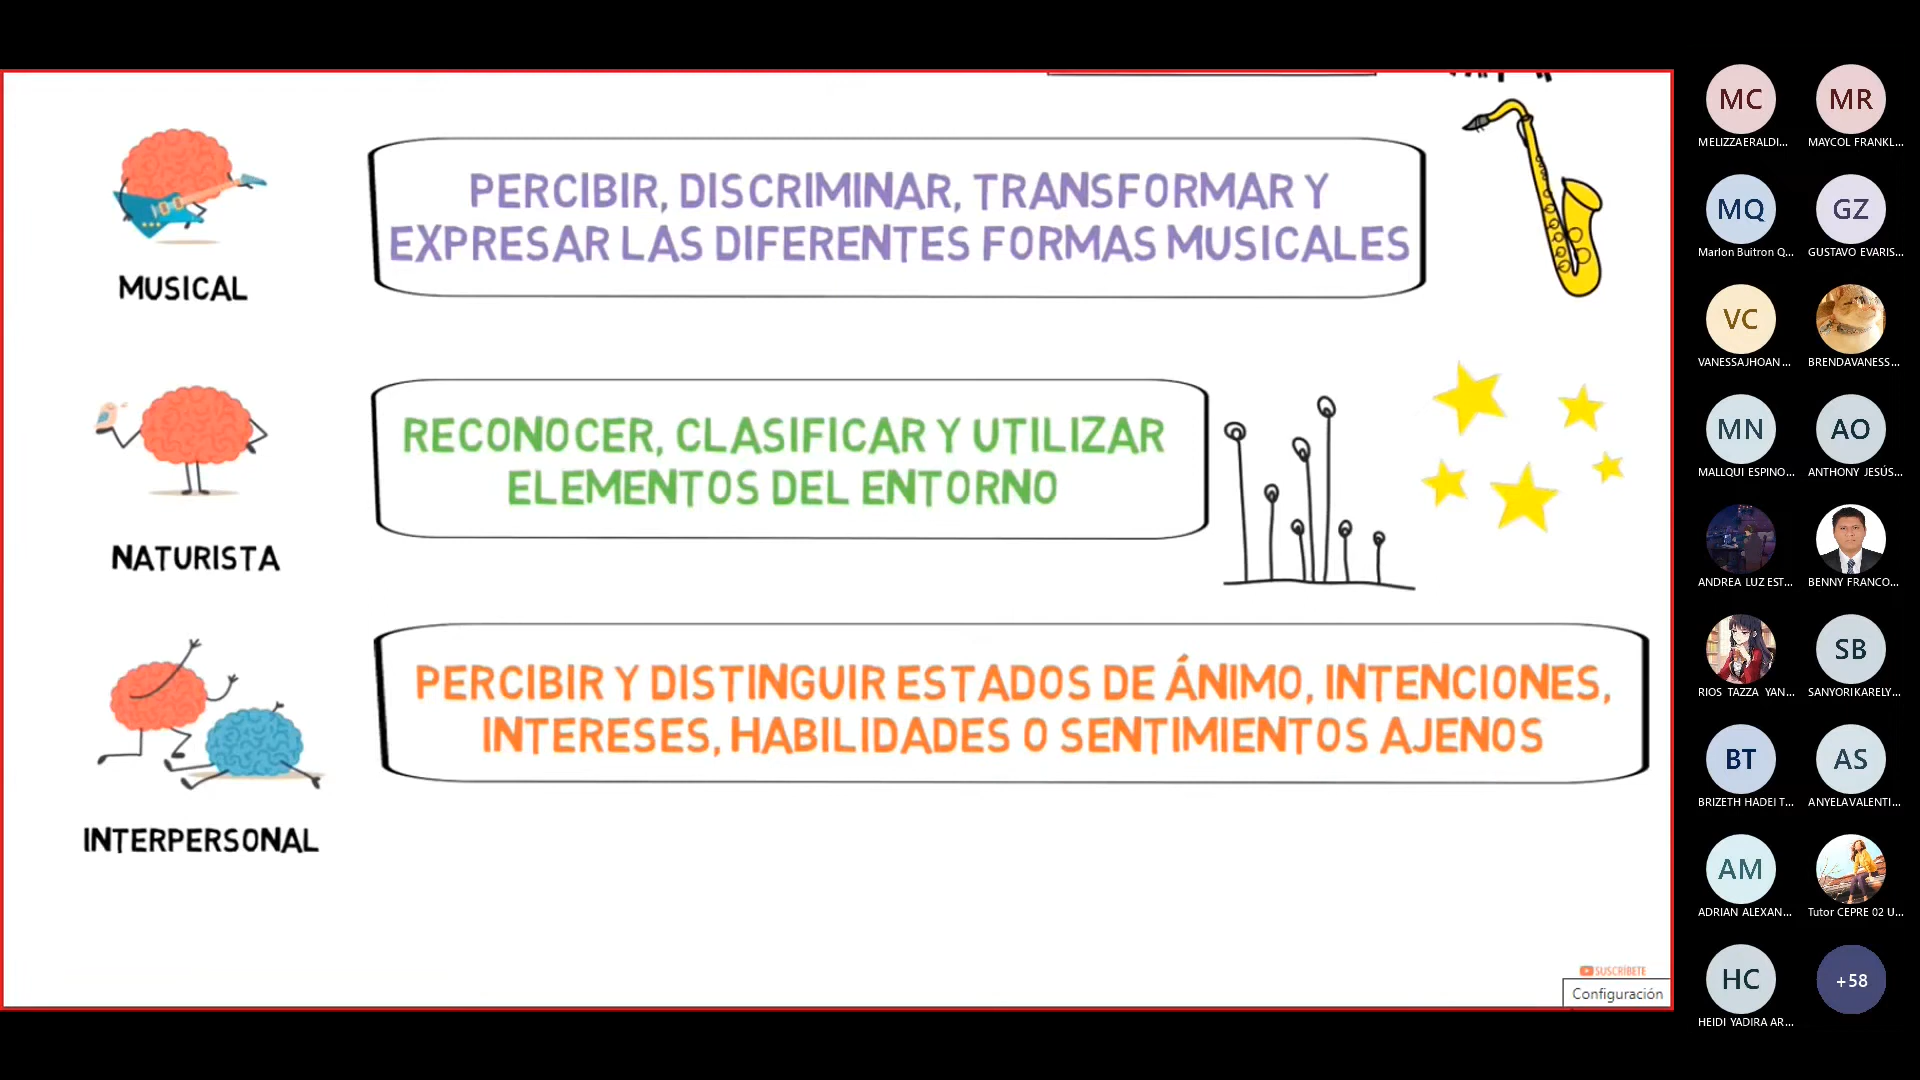 PERCIBIR, DISCRIMINAR, TRANSFORMAR Y
EXPRESAR LAS DIFERENTES FORMAS MUSICALES
MUSICAL
RECONOCER, CLASIFICAR Y UTILIZAR
ELEMENTOS DEL ENTORNO
NATURISTA
PERCIBIR Y DISTINGUIR ESTADOS DE ÁNIMO, INTENCIONES,
INTERESES, HABILIDADES O SENTIMIENTOS AJENOS
INTERPERSONAL
SUSCRÍBETE
Configuración
MC
MR
MELIZZAERALDI...
MAYCOL FRANKL...
MQ
GZ
Marlon Buitron Q...
GUSTAVO EVARIS...
VC
VANESSAJHOAN...
BRENDAVANESS...
MN
AO
MALLQUI ESPINO...
ANTHONY JESÚS...
ANDREA LUZ EST...
BENNY FRANCO...
SB
RIOS TAZZA YAN...
SANYORIKARELY...
BT
AS
BRIZETH HADEI T...
ANYELAVALENTI...
AM
ADRIAN ALEXAN...
Tutor CEPRE 02 U...
HC
+58
HEIDI YADIRA AR...